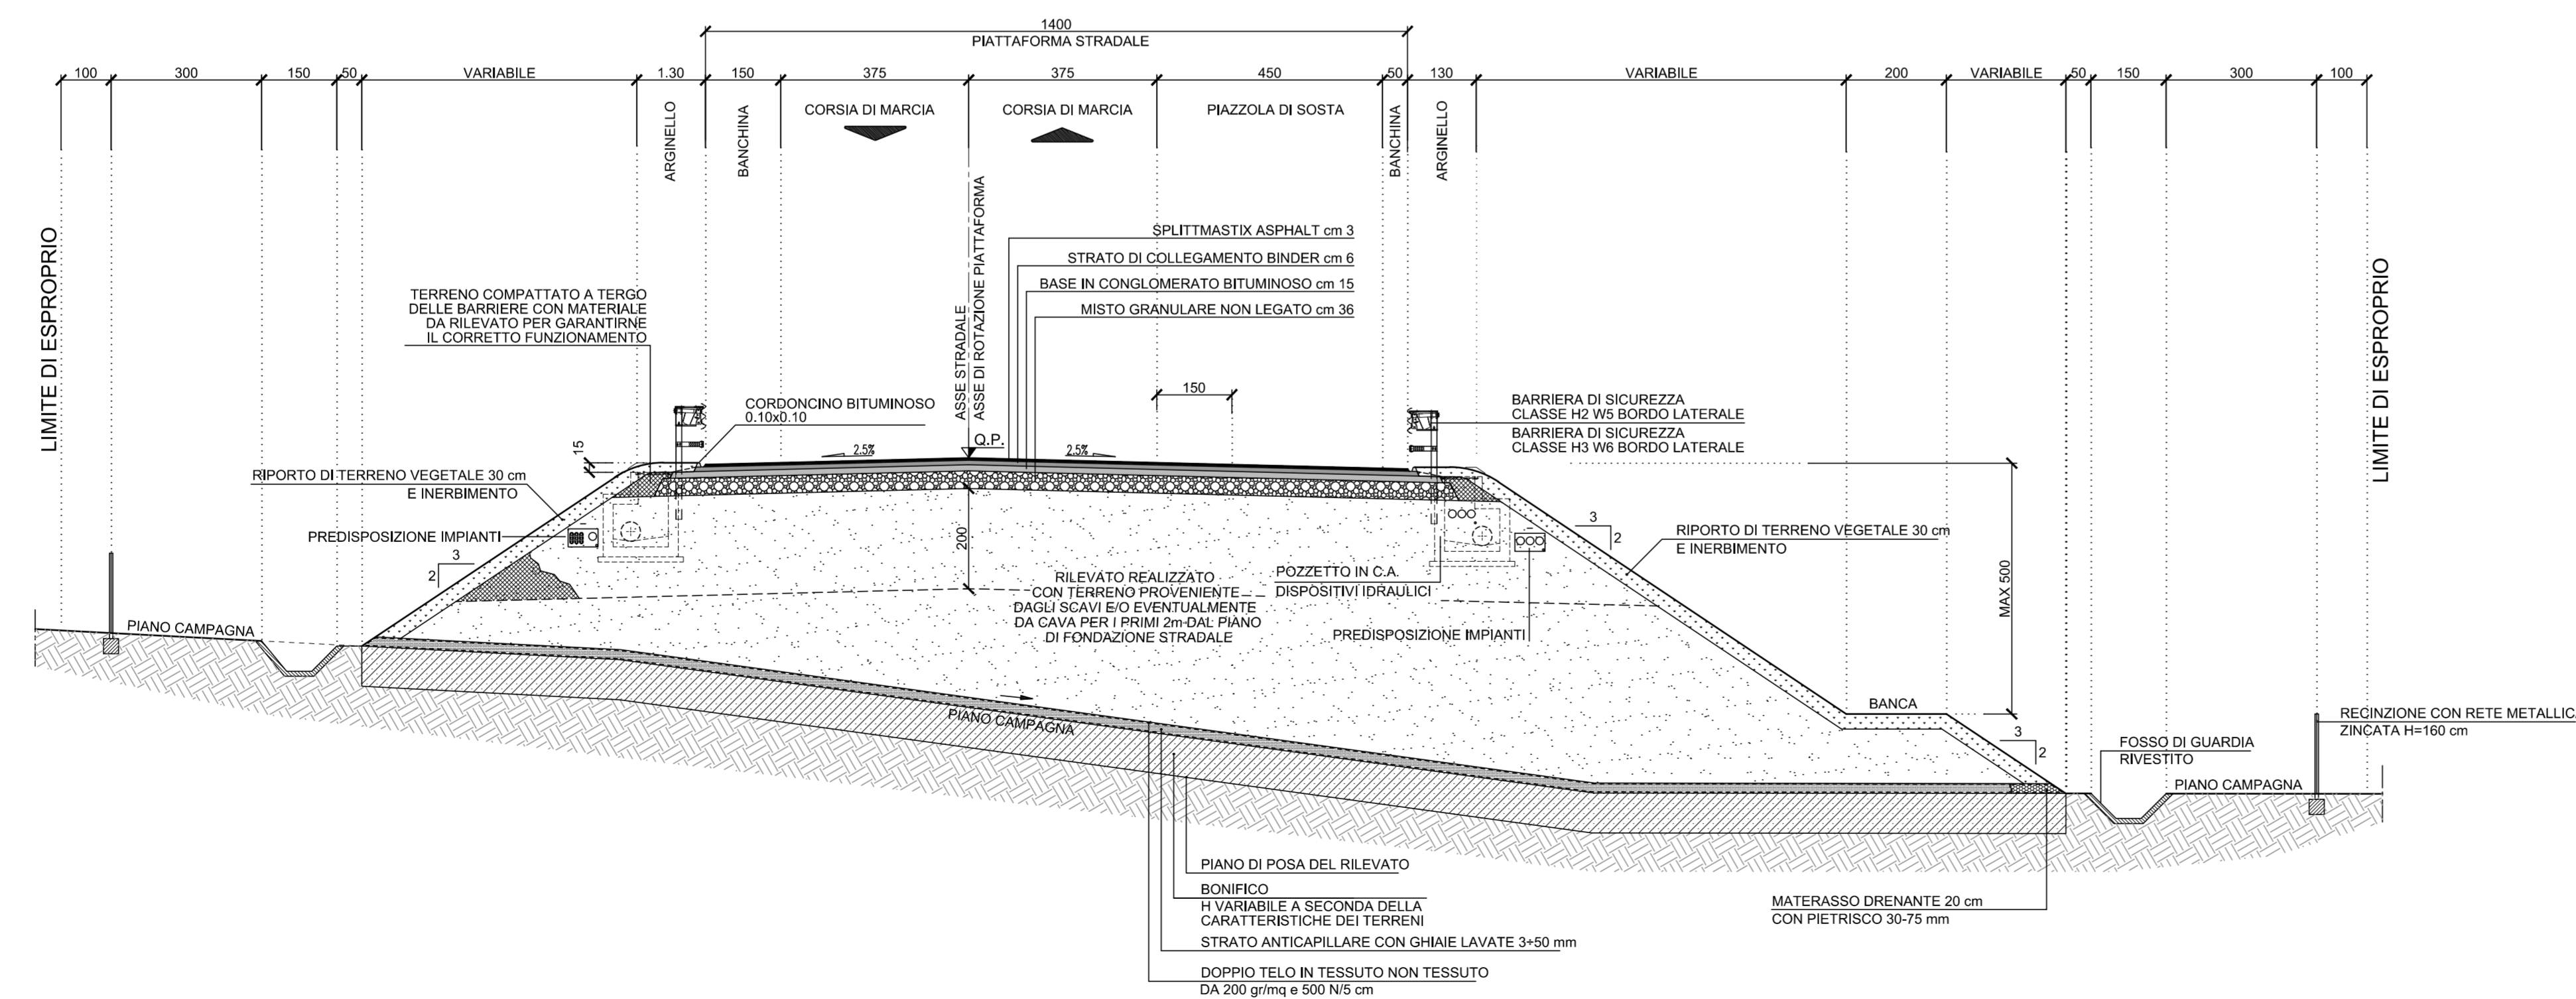 1400
PIATTAFORMA STRADALE
100 300 150 50 VARIABILE 1.30 150 375 375 450 50 130 VARIABILE 200 VARIABILE 50 150 300 100
ARGINELLO
BANCHINA
CORSIA DI MARCIA
CORSIA DI MARCIA
PIAZZOLA DI SOSTA
BANCHINA
ARGINELLO
LIMITE DI ESPROPRIO
ASSE STRADALE
ASSE DI ROTAZIONE PIATTAFORMA
LIMITE DI ESPROPRIO
SPLITTMASTIX ASPHALT cm 3
STRATO DI COLLEGAMENTO BINDER cm 6
BASE IN CONGLOMERATO BITUMINOSO cm 15
MISTO GRANULARE NON LEGATO cm 36
TERRENO COMPATTATO A TERGO
DELLE BARRIERE CON MATERIALE
DA RILEVATO PER GARANTIRNE
IL CORRETTO FUNZIONAMENTO
150
CORDONCINO BITUMINOSO
0.10x0.10
BARRIERA DI SICUREZZA
CLASSE H2 W5 BORDO LATERALE
BARRIERA DI SICUREZZA
CLASSE H3 W6 BORDO LATERALE
15
2.5%
Q.P.
2.5%
RIPORTO DI TERRENO VEGETALE 30 cm
E INERBIMENTO
PREDISPOSIZIONE IMPIANTI
3
2
200
3
2
RIPORTO DI TERRENO VEGETALE 30 cm
E INERBIMENTO
MAX 500
RILEVATO REALIZZATO
CON TERRENO PROVENIENTE
DAGLI SCAVI E/O EVENTUALMENTE
DA CAVA PER I PRIMI 2m DAL PIANO
DI FONDAZIONE STRADALE
POZZETTO IN C.A.
DISPOSITIVI IDRAULICI
PREDISPOSIZIONE IMPIANTI
PIANO CAMPAGNA
PIANO CAMPAGNA
BANCA
3
2
FOSSO DI GUARDIA
RIVESTITO
RECINZIONE CON RETE METALLIC
ZINCATA H=160 cm
PIANO CAMPAGNA
PIANO DI POSA DEL RILEVATO
BONIFICO
H VARIABILE A SECONDA DELLA
CARATTERISTICHE DEI TERRENI
STRATO ANTICAPILLARE CON GHIAIE LAVATE 3÷50 mm
DOPPIO TELO IN TESSUTO NON TESSUTO
DA 200 gr/mq e 500 N/5 cm
MATERASSO DRENANTE 20 cm
CON PIETRISCO 30-75 mm